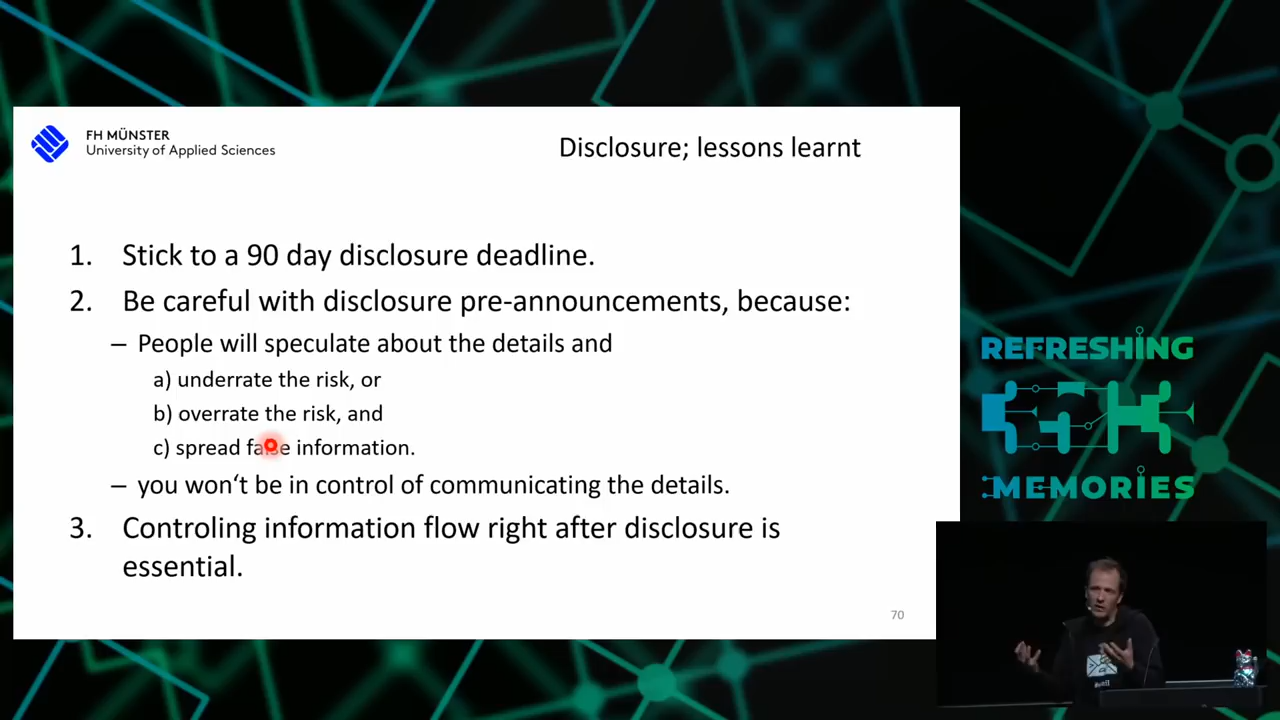 FH MÜNSTER
University of Applied Sciences
Disclosure; lessons learnt
1. Stick to a 90 day disclosure deadline.
2. Be careful with disclosure pre-announcements, because:
– People will speculate about the details and
a) underrate the risk, or
b) overrate the risk, and
c) spread false information.
– you won‘t be in control of communicating the details.
3. Controling information flow right after disclosure is
essential.
70
REFRESHING
MEMORIES